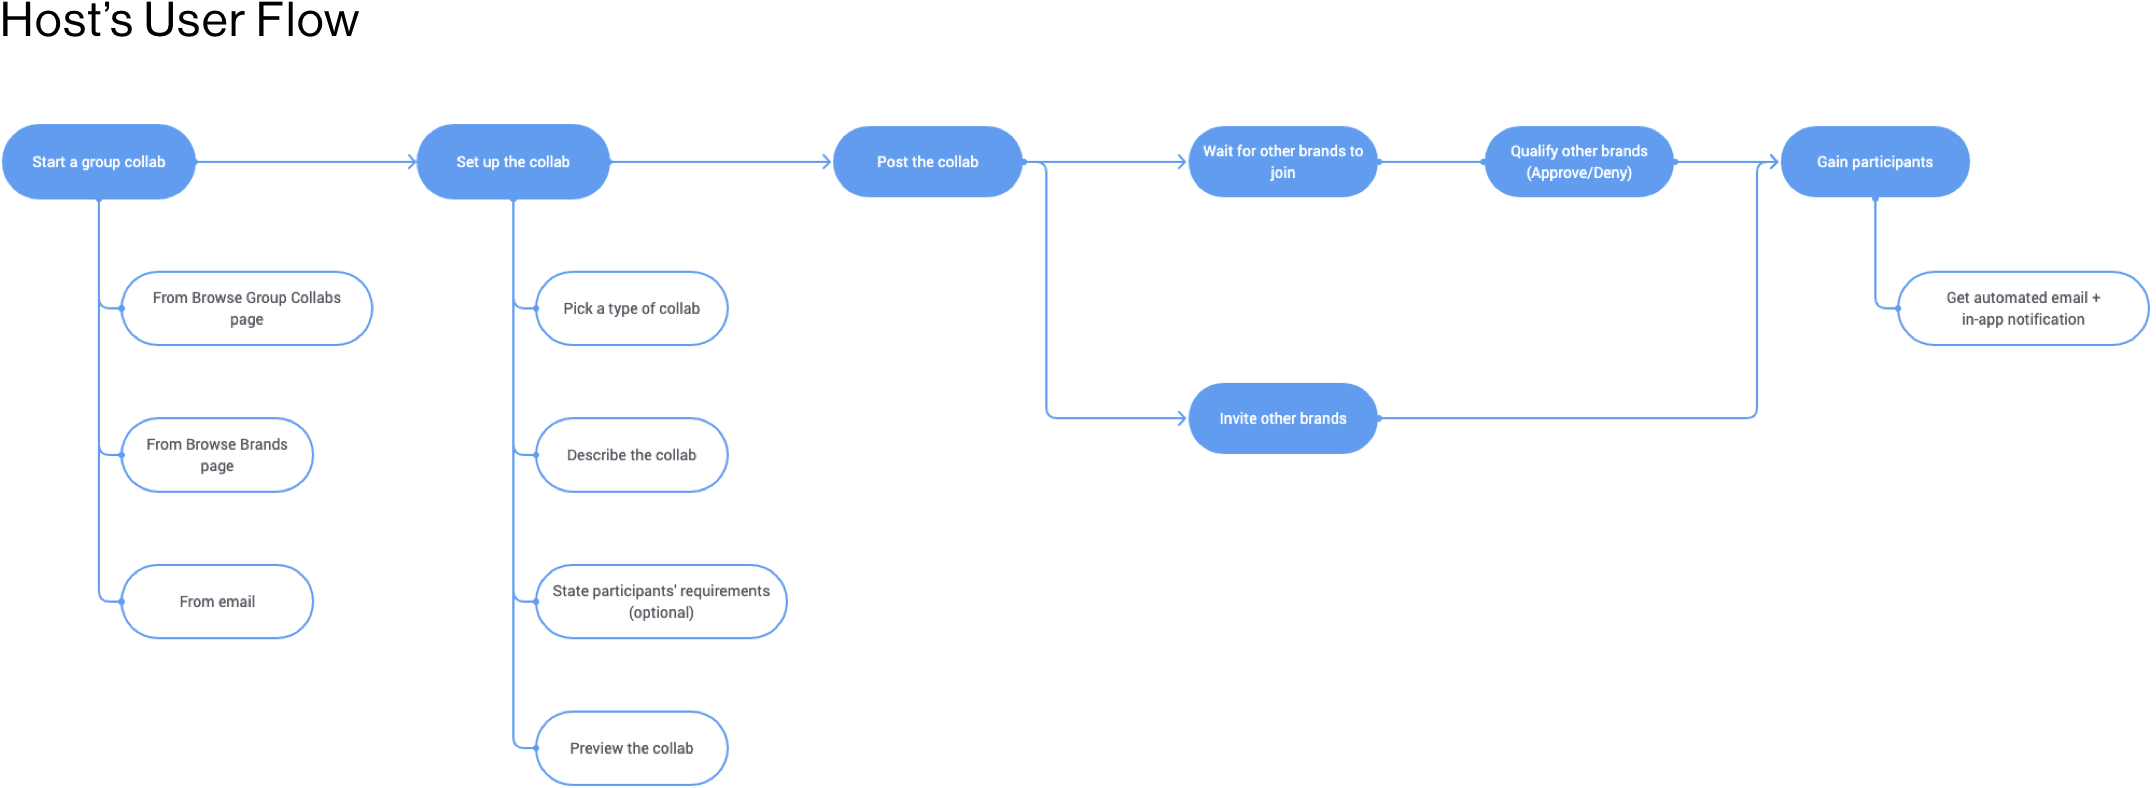 Host’s User Flow
Start a group collab
Set up the collab
Post the collab
Wait for other brands to
join
Qualify other brands
(Approve/Deny)
Gain participants
From Browse Group Collabs
page
Pick a type of collab
Get automated email +
in-app notification
From Browse Brands
page
Describe the collab
Invite other brands
From email
State participants' requirements
(optional)
Preview the collab